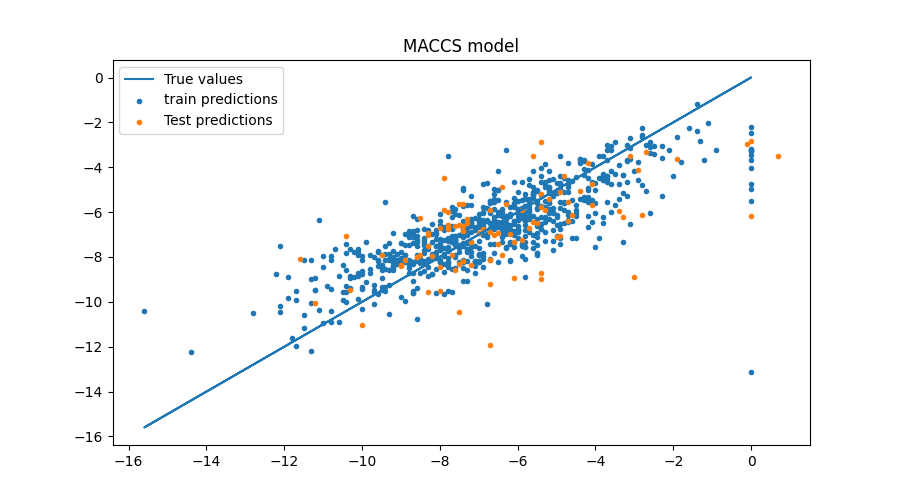 MACCS model
True values
train predictions
Test predictions
0
−2
−4
−6
−8
−10
−12
−14
−16
−16 −14 −12 −10 −8 −6 −4 −2 0